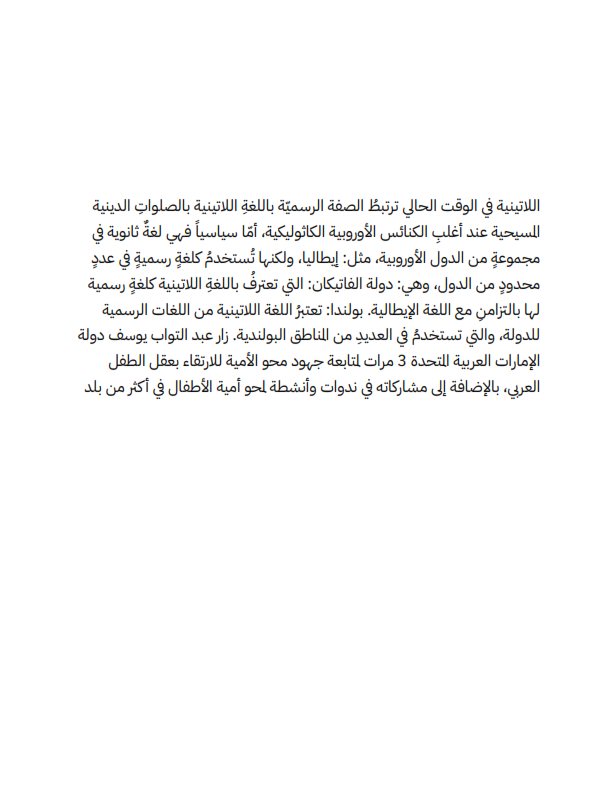 اللاتينية في الوقت الحالي ترتبطُ الصفة الرسميّة باللغةِ اللاتينية بالصلواتِ الدينية
المسيحية عند أغلبِ الكنائس الأوروبية الكاثوليكية، أمّا سياسياً فهي لغةٌ ثانوية في
مجموعةٍ من الدول الأوروبية، مثل: إيطاليا، ولكنها تُستخدمُ كلغةٍ رسميةٍ في عددٍ
محدودٍ من الدول، وهي: دولة الفاتيكان: التي تعترفُ باللغةِ اللاتينية كلغةٍ رسمية
لها بالتزامنِ مع اللغة الإيطالية. بولندا: تعتبرُ اللغة اللاتينية من اللغات الرسمية
للدولة، والتي تستخدمُ في العديدِ من المناطق البولندية. زار عبد التواب يوسف دولة
الإمارات العربية المتحدة 3 مرات لمتابعة جهود محو الأمية للارتقاء بعقل الطفل
العربي، بالإضافة إلى مشاركاته في ندوات وأنشطة لمحو أمية الأطفال في أكثر من بلد